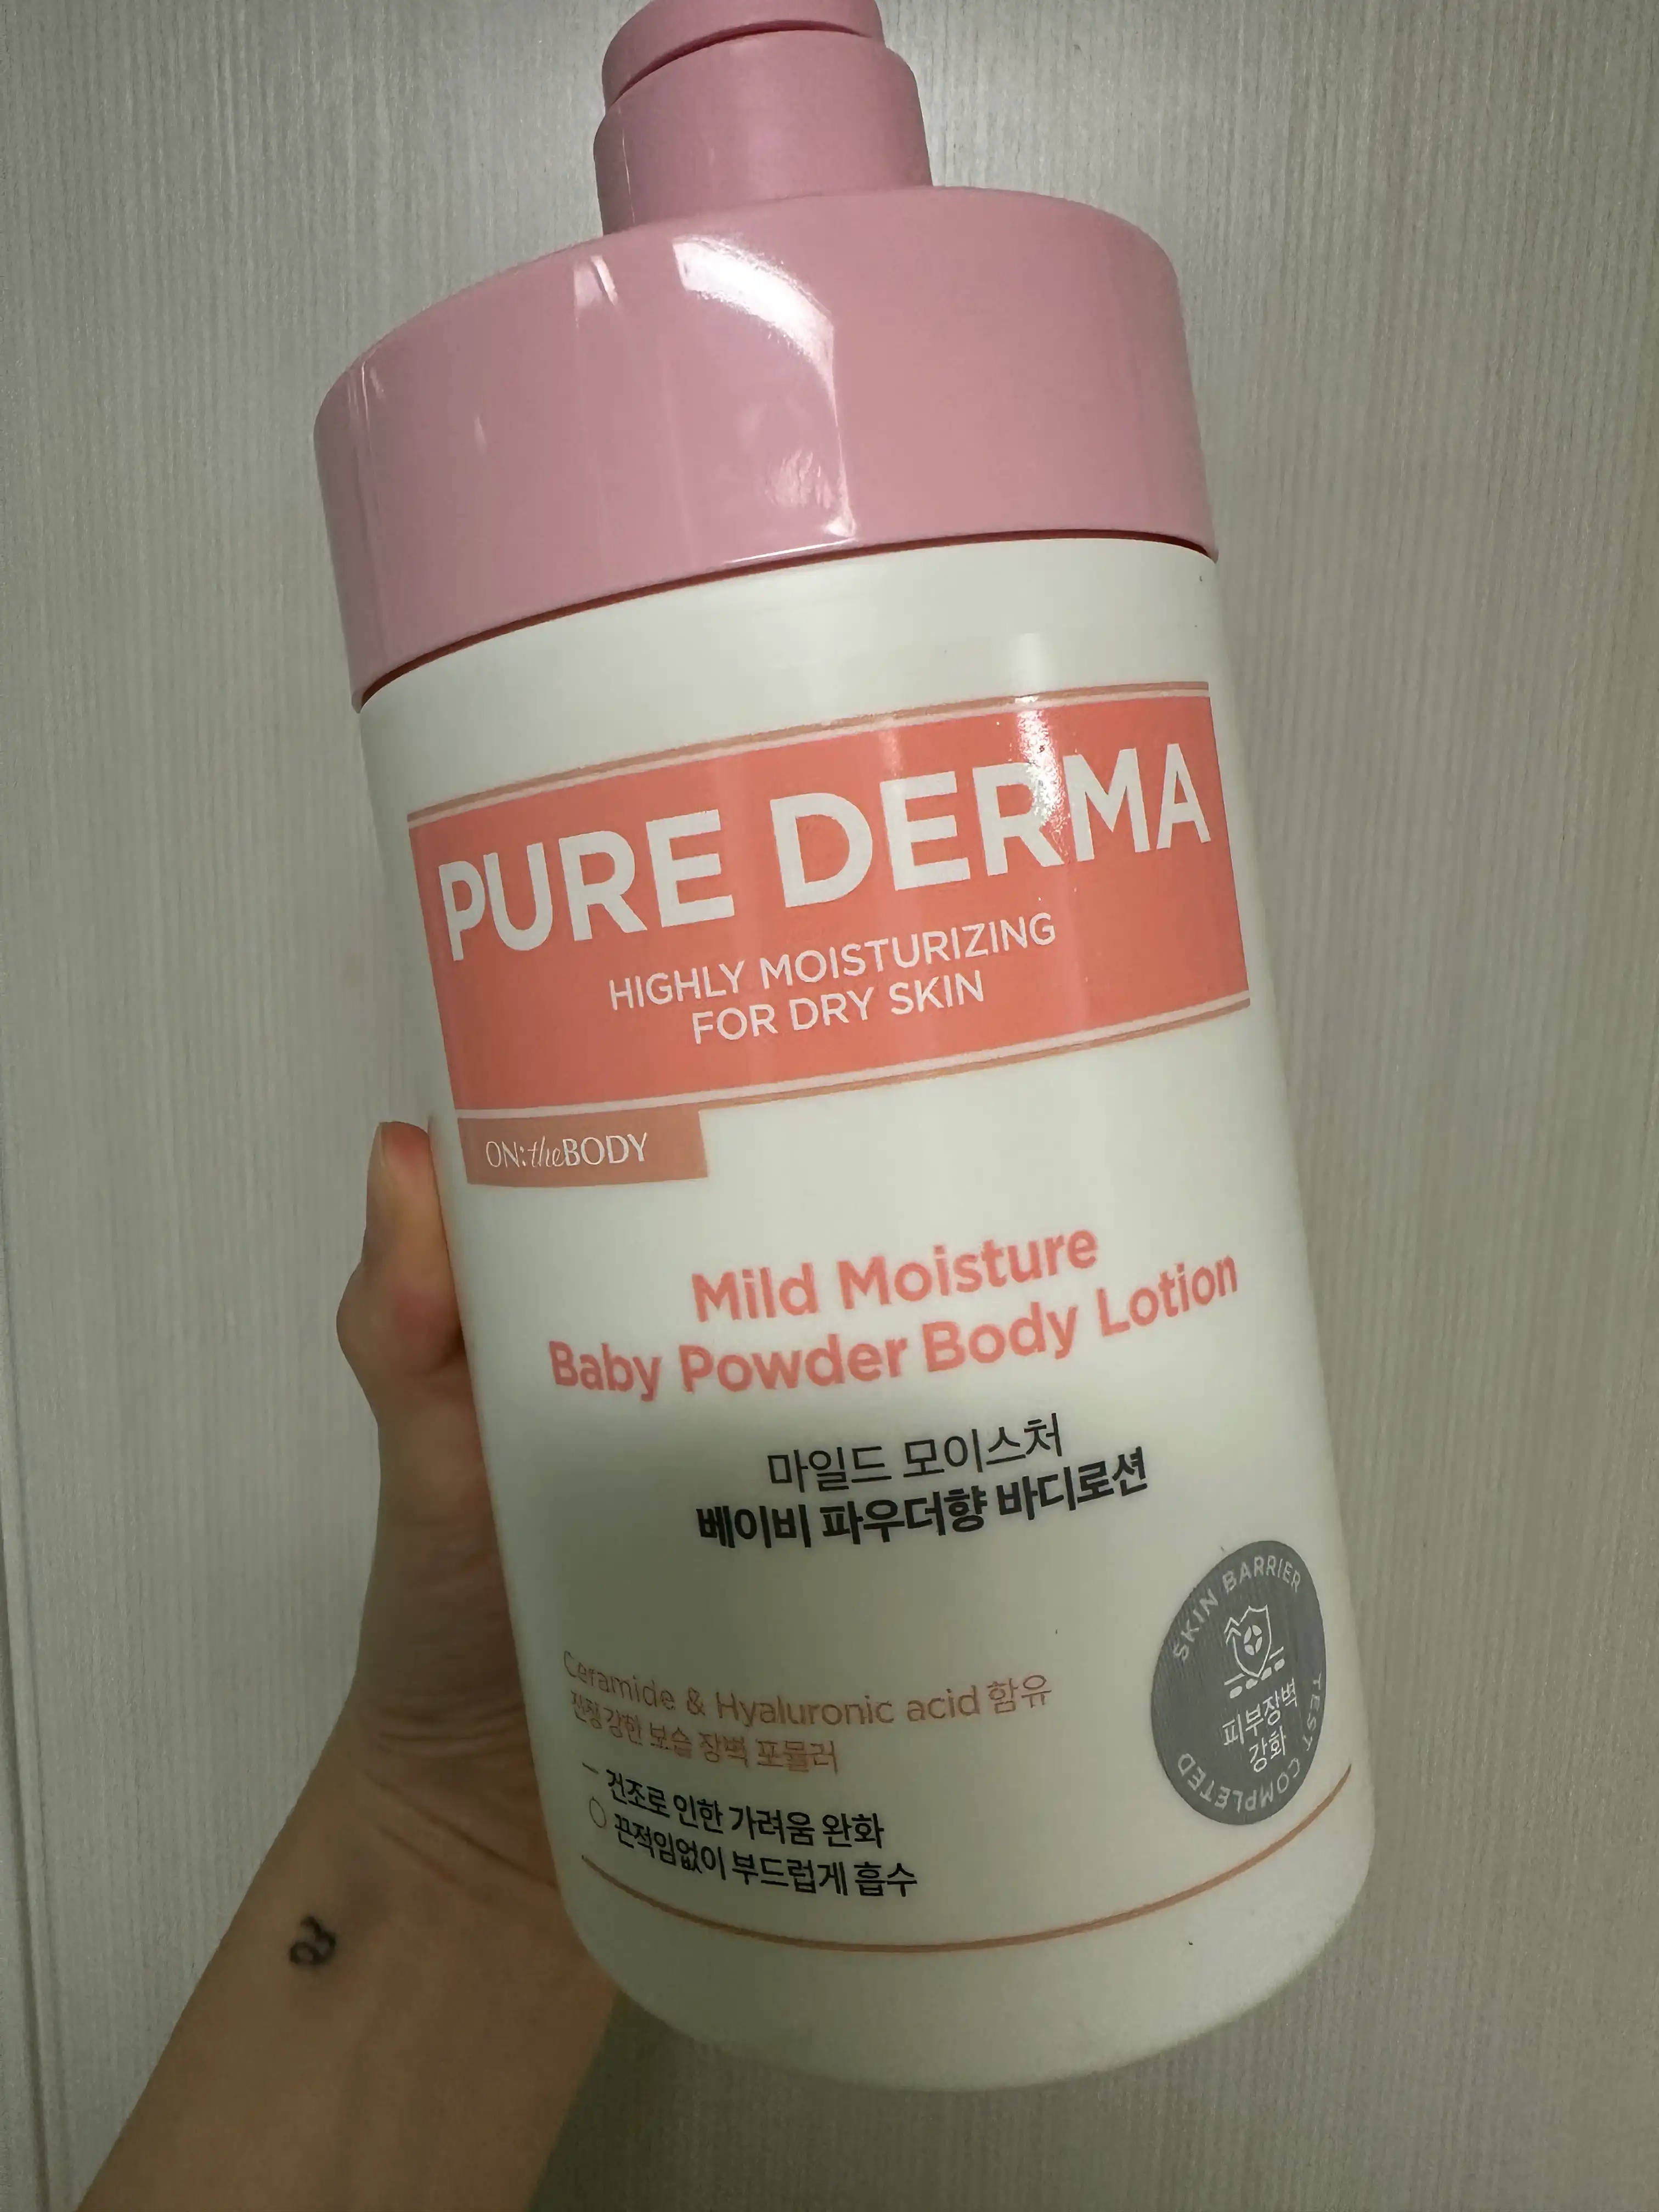 PURE DERMA
HIGHLY MOISTURIZING
FOR DRY SKIN
ON:theBODY
Mild Moisture
Baby Powder Body Lotion
마일드 모이스처
베이비 파우더향 바디로션
SKIN BARRIER
TEST COMPLETED
피부장벽
강화
Ceramide & Hyaluronic acid 함유
진정강한 보습 장벽 포뮬러
건조로 인한 가려움 완화
끈적임없이 부드럽게 흡수